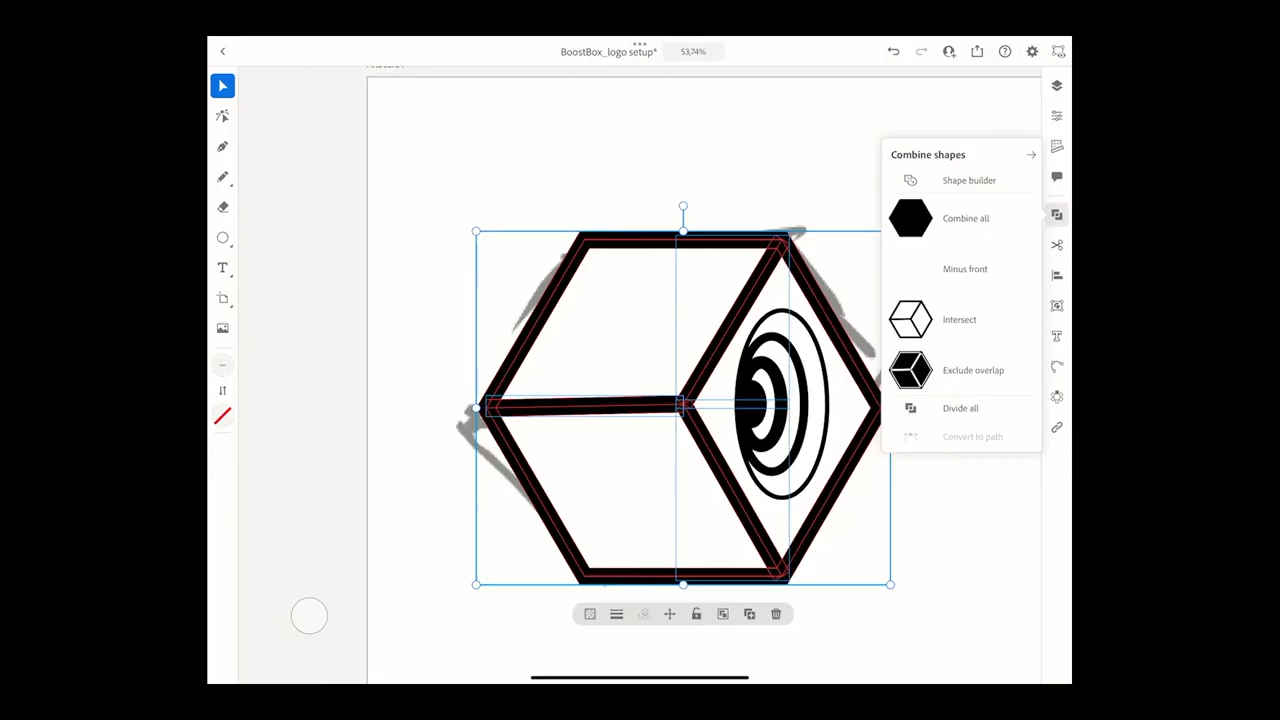 BoostBox_logo setup*
53,74%
Combine shapes
Shape builder
Combine all
Minus front
Intersect
Exclude overlap
Divide all
Convert to path